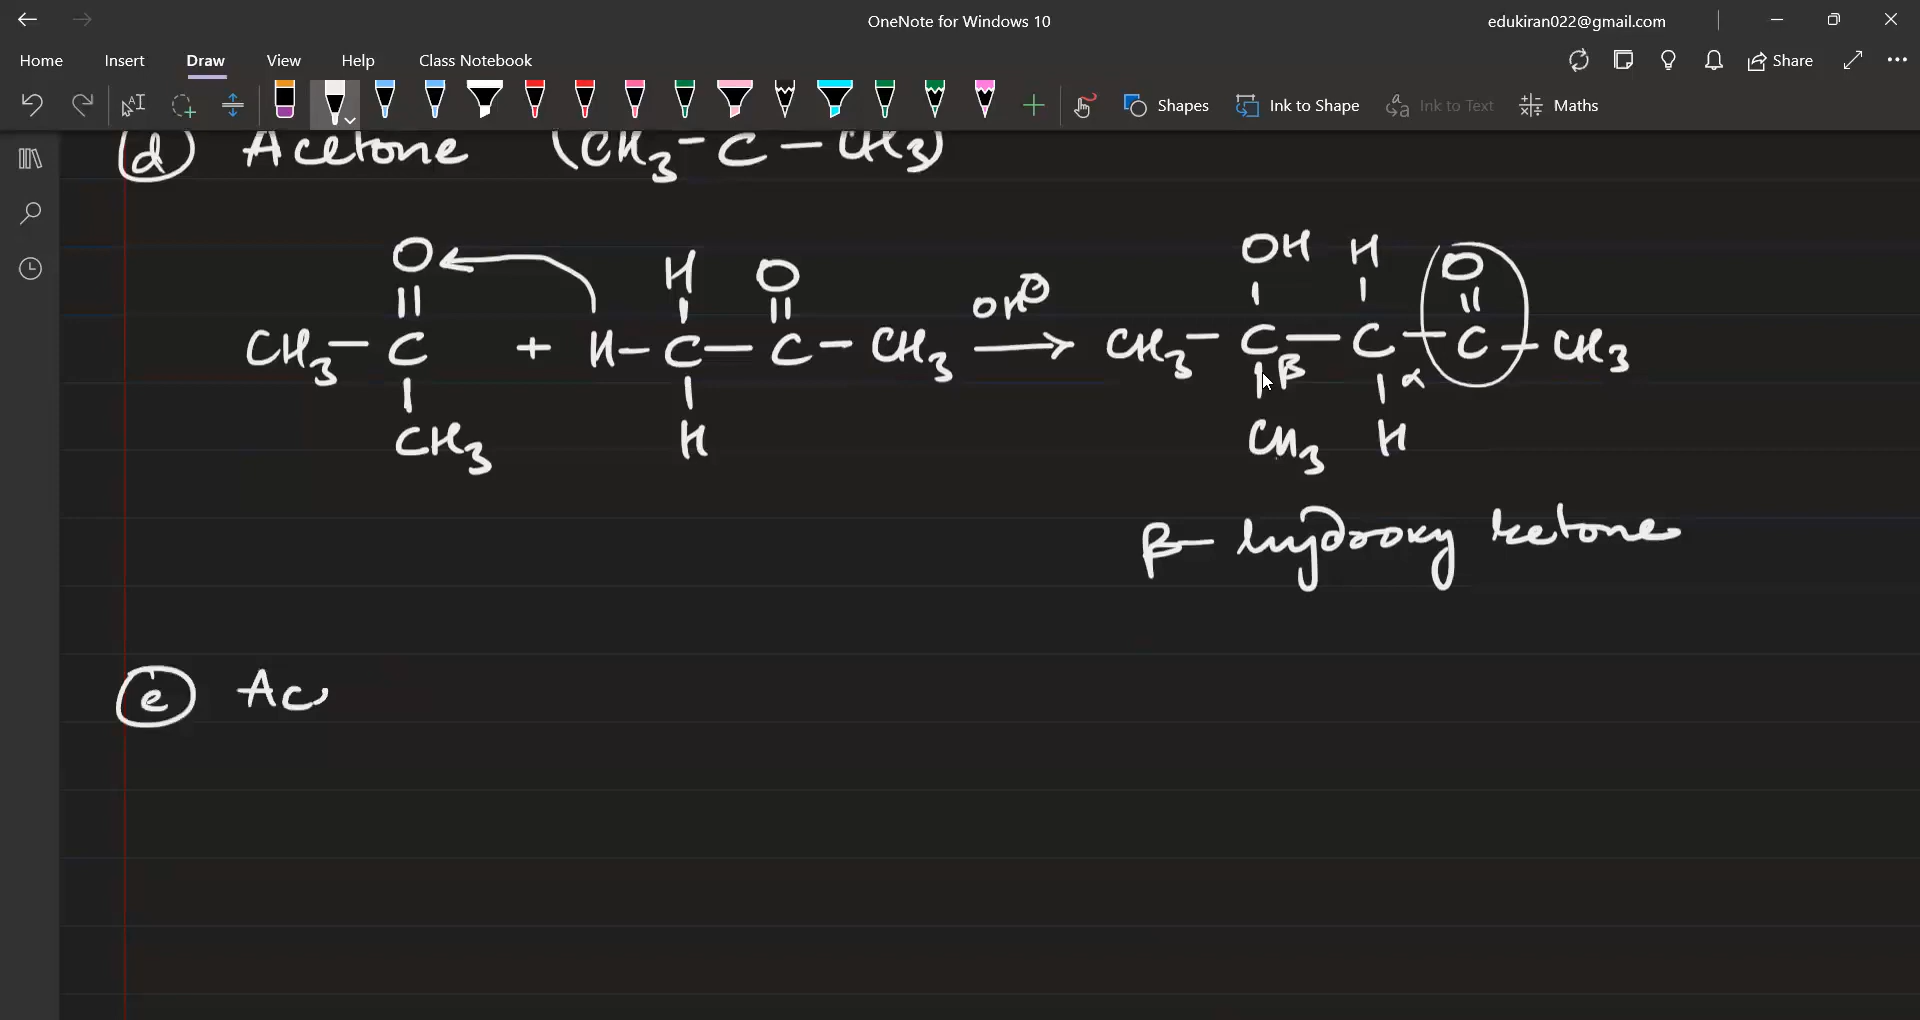 OneNote for Windows 10
edukiran022@gmail.com
Home Insert Draw View Help Class Notebook
Share
Shapes Ink to Shape Ink to Text Maths
(d) Acetone (CH3-C-CH3)
O H O OH H O
|| | || | | ||
CH3-C + H-C-C-CH3 OH⊖ → CH3-C-C-C-CH3
| | | β | α
CH3 H CH3 H
β- hydroxy ketone
(e) Ac